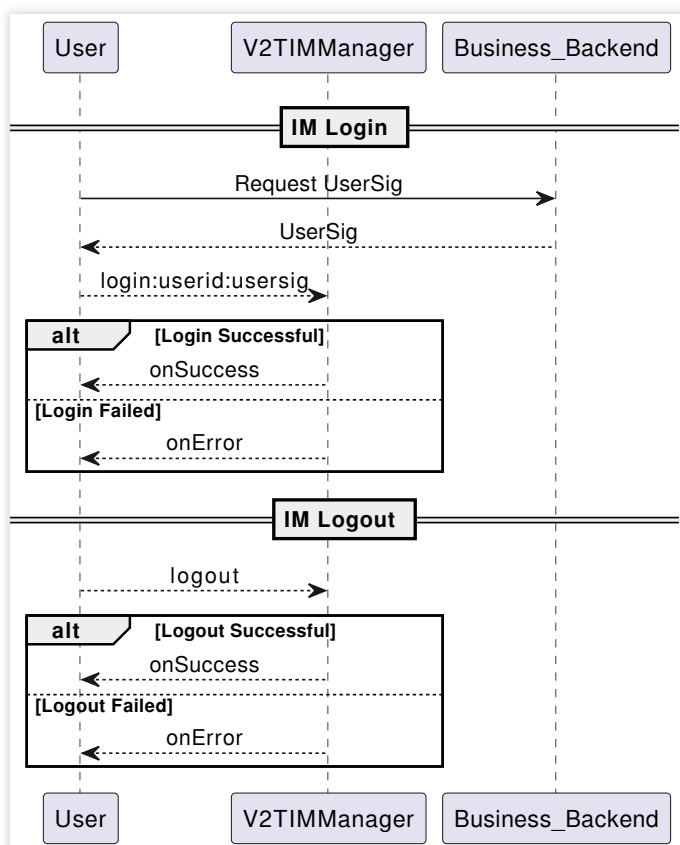 User V2TIMManager Business_Backend
IM Login
Request UserSig
UserSig
login:userid:usersig
alt [Login Successful]
onSuccess
[Login Failed]
onError
IM Logout
logout
alt [Logout Successful]
onSuccess
[Logout Failed]
onError
User V2TIMManager Business_Backend